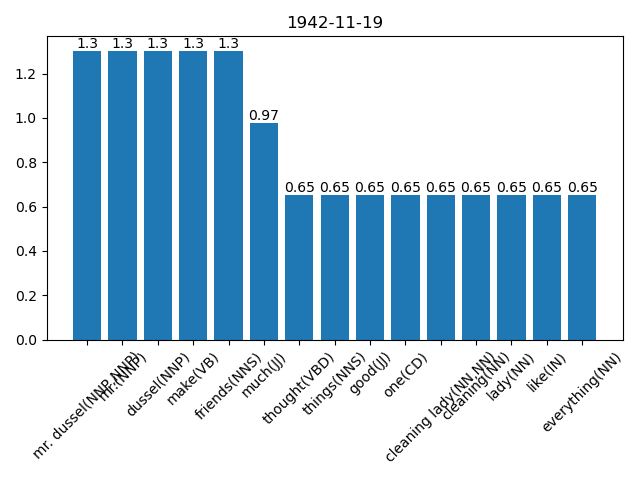 1942-11-19
1.3 1.3 1.3 1.3 1.3
0.97
0.65 0.65 0.65 0.65 0.65 0.65 0.65 0.65 0.65
1.2
1.0
0.8
0.6
0.4
0.2
0.0
mr. dussel(NNP NNP)
mr.(NNP)
dussel(NNP)
make(VB)
friends(NNS)
much(JJ)
thought(VBD)
things(NNS)
good(JJ)
one(CD)
cleaning lady(NN NN)
cleaning(NN)
lady(NN)
like(IN)
everything(NN)